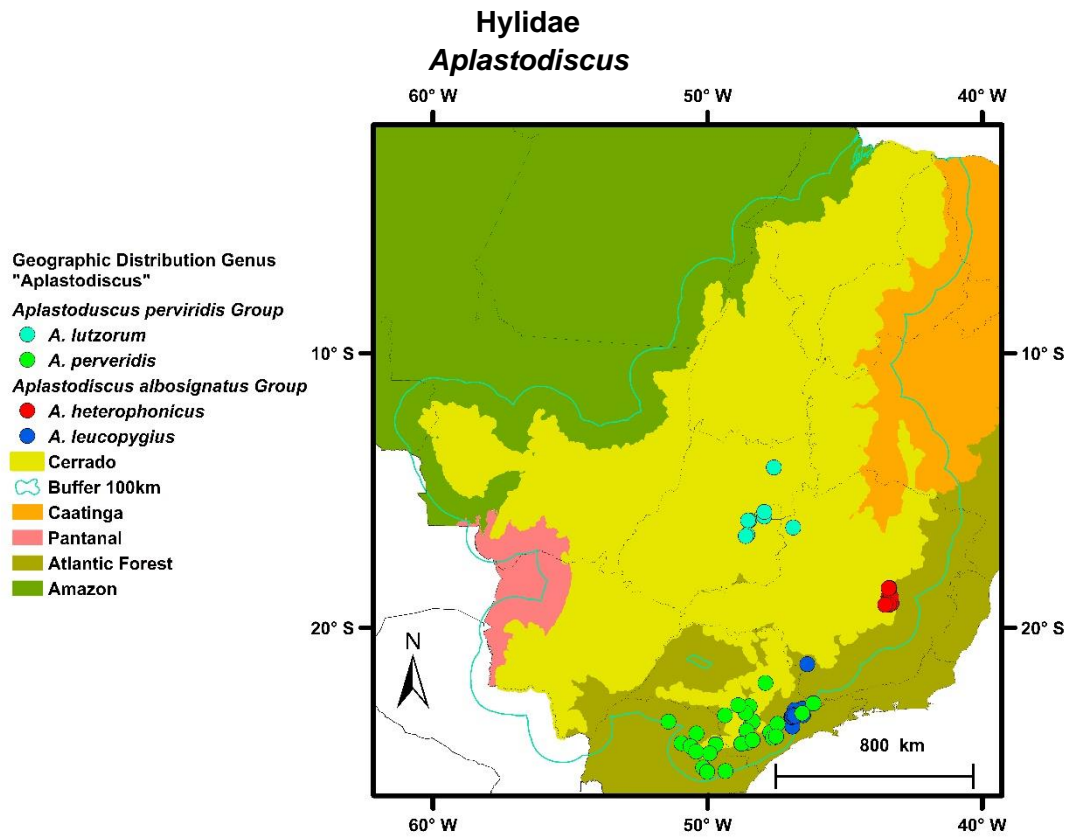 Hylidae
Aplastodiscus
60° W 50° W 40° W
Geographic Distribution Genus
"Aplastodiscus"
Aplastoduscus perviridis Group
A. lutzorum
A. perveridis
Aplastodiscus albosignatus Group
A. heterophonicus
A. leucopygius
Cerrado
Buffer 100km
Caatinga
Pantanal
Atlantic Forest
Amazon
10° S 10° S
20° S 20° S
N
800 km
60° W 50° W 40° W